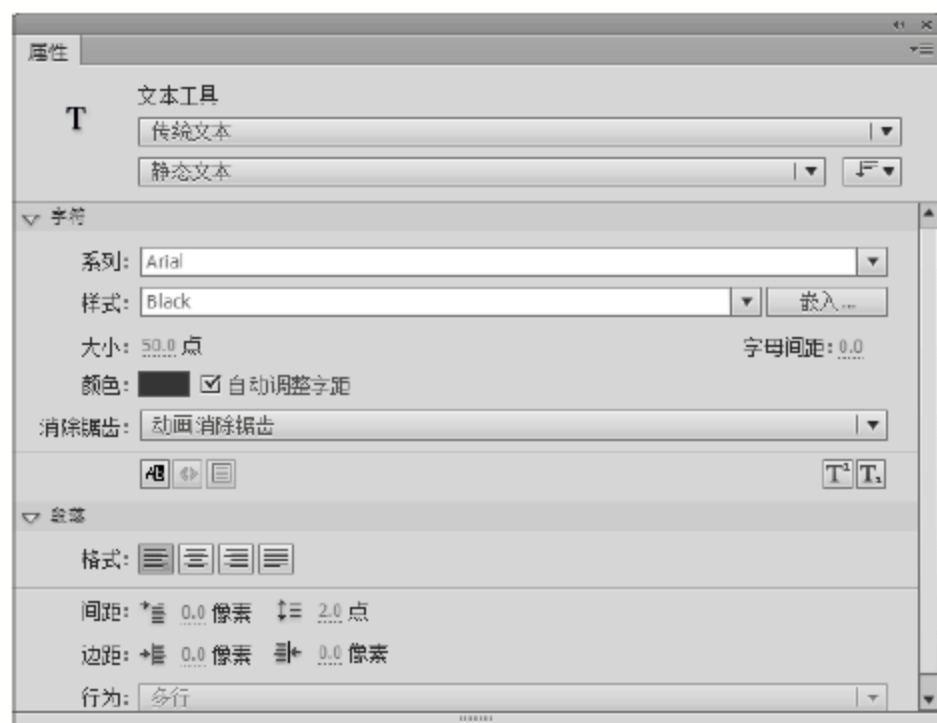 属性
T 文本工具
传统文本
静态文本
字符
系列: Arial
样式: Black 嵌入...
大小: 50.0 点 字母间距: 0.0
颜色: 自动调整字距
消除锯齿: 动画消除锯齿
T¹ T₁
段落
格式:
间距: 0.0 像素 2.0 点
边距: 0.0 像素 0.0 像素
行为: 多行